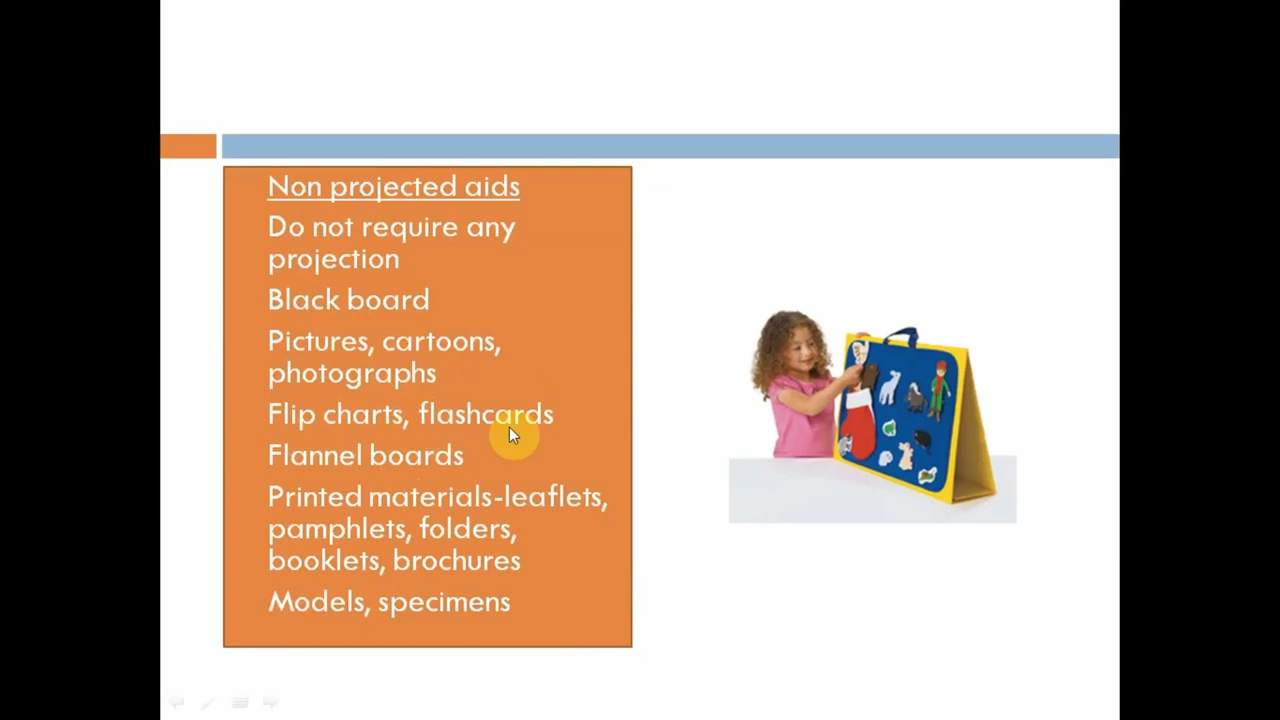 Non projected aids
Do not require any
projection
Black board
Pictures, cartoons,
photographs
Flip charts, flashcards
Flannel boards
Printed materials-leaflets,
pamphlets, folders,
booklets, brochures
Models, specimens